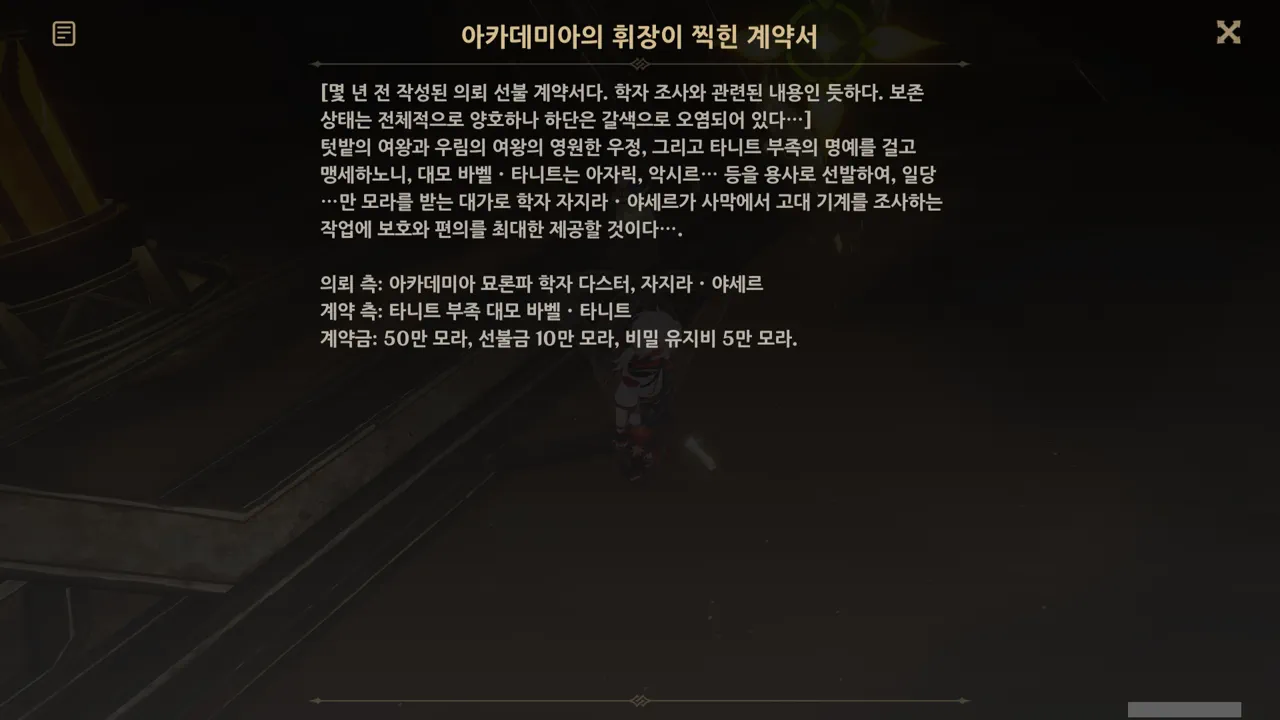 아카데미아의 휘장이 찍힌 계약서
[몇 년 전 작성된 의뢰 선불 계약서다. 학자 조사와 관련된 내용인 듯하다. 보존
상태는 전체적으로 양호하나 하단은 갈색으로 오염되어 있다…]
텃밭의 여왕과 우림의 여왕의 영원한 우정, 그리고 타니트 부족의 명예를 걸고
맹세하노니, 대모 바벨 · 타니트는 아자릭, 악시르… 등을 용사로 선발하여, 일당
…만 모라를 받는 대가로 학자 자지라 · 야세르가 사막에서 고대 기계를 조사하는
작업에 보호와 편의를 최대한 제공할 것이다….
의뢰 측: 아카데미아 묘론파 학자 다스터, 자지라 · 야세르
계약 측: 타니트 부족 대모 바벨 · 타니트
계약금: 50만 모라, 선불금 10만 모라, 비밀 유지비 5만 모라.